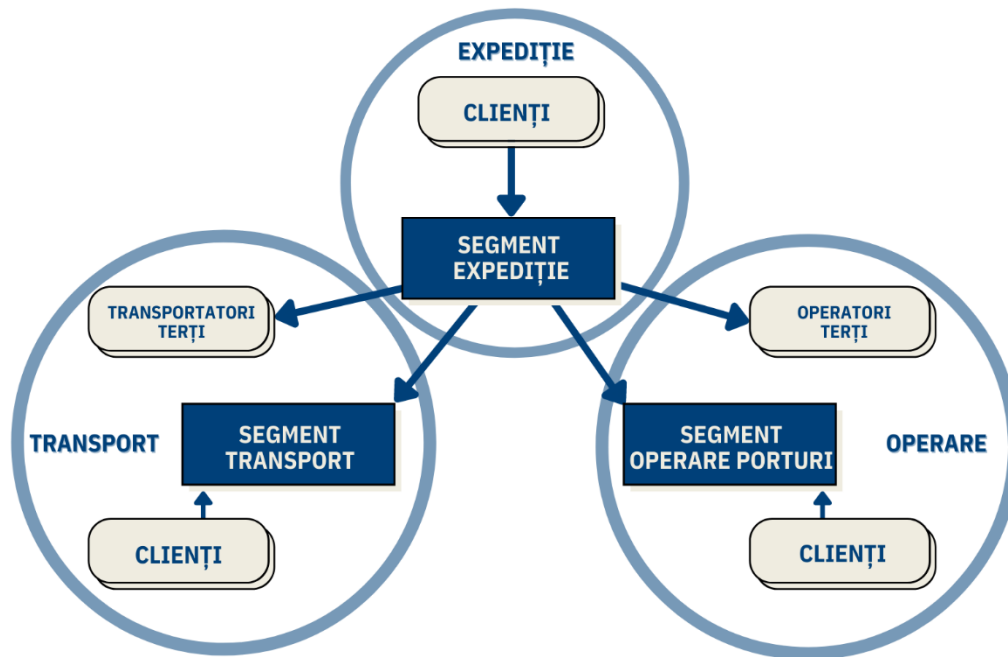 EXPEDIȚIE
CLIENȚI
SEGMENT
EXPEDIȚIE
TRANSPORTATORI
TERȚI
OPERATORI
TERȚI
TRANSPORT
SEGMENT
TRANSPORT
SEGMENT
OPERARE PORTURI
OPERARE
CLIENȚI
CLIENȚI